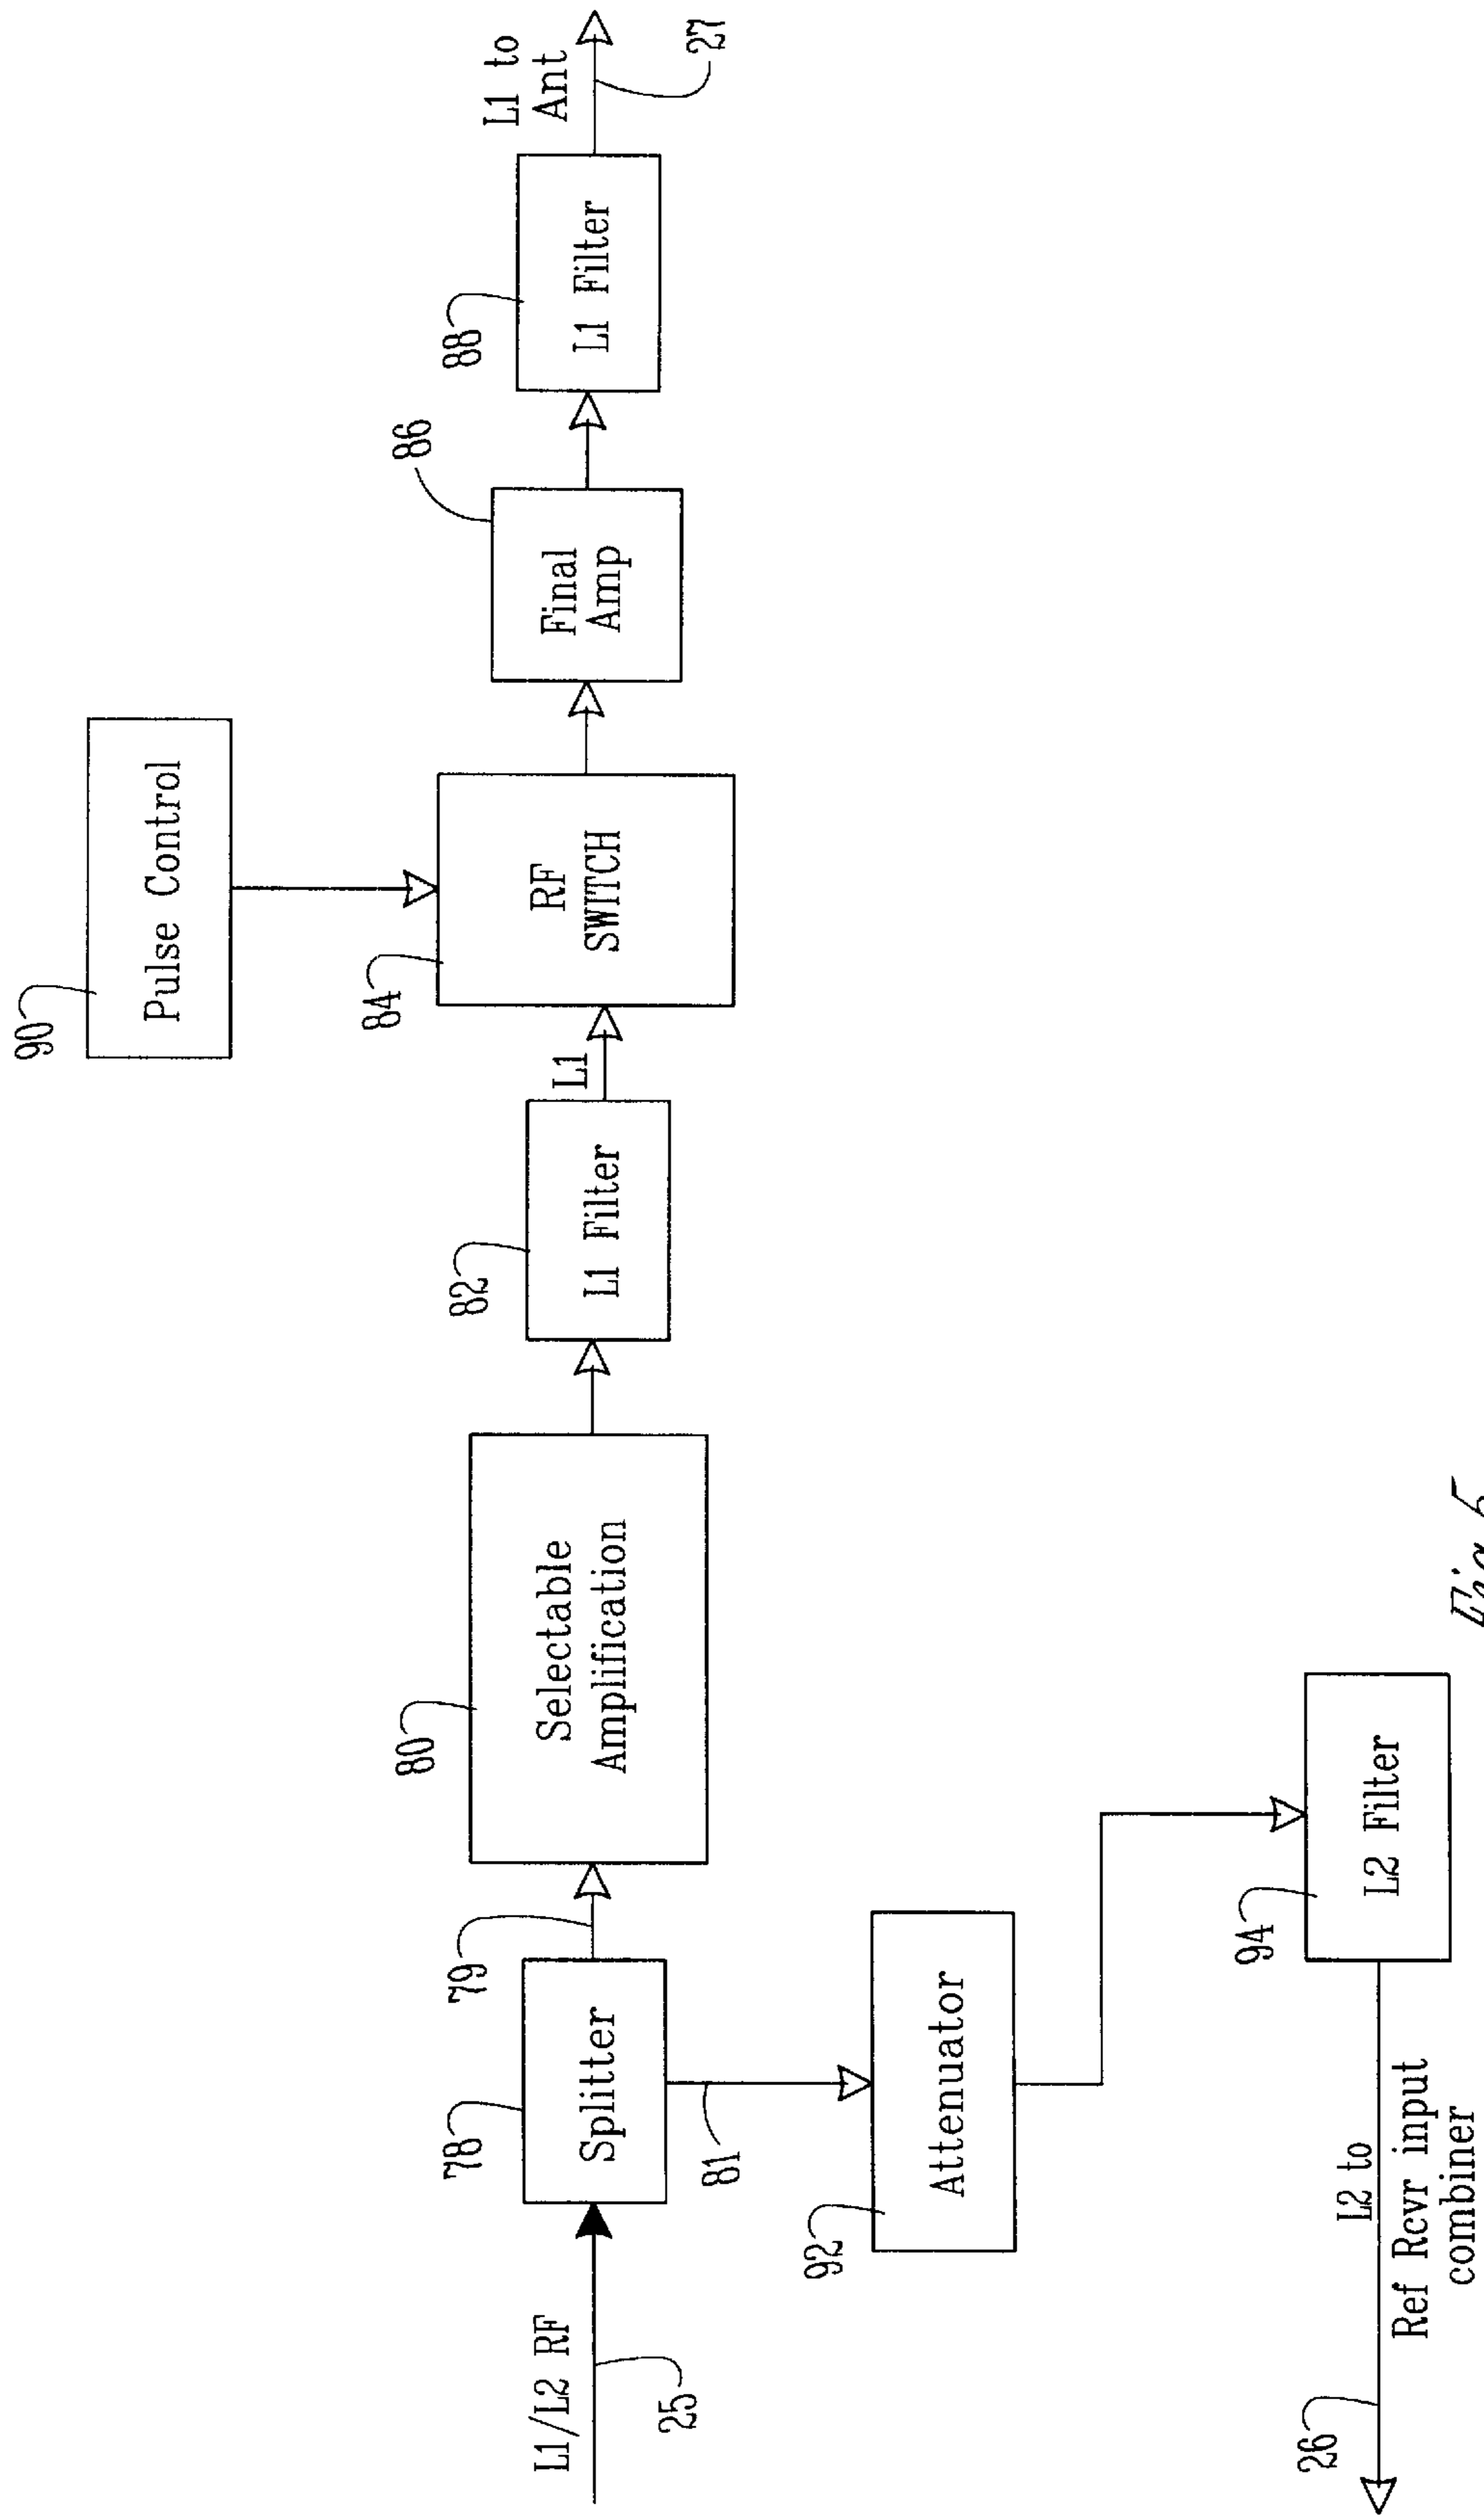 90
Pulse Control
L1/L2 RF
25
78
Splitter
79
80
Selectable
Amplification
82
L1 Filter
L1
84
RF
SWITCH
86
Final
Amp
88
L1 Filter
L1 to
Ant
27
81
92
Attenuator
94
L2 Filter
26
L2 to
Ref Rcvr input
combiner
Fig. 5